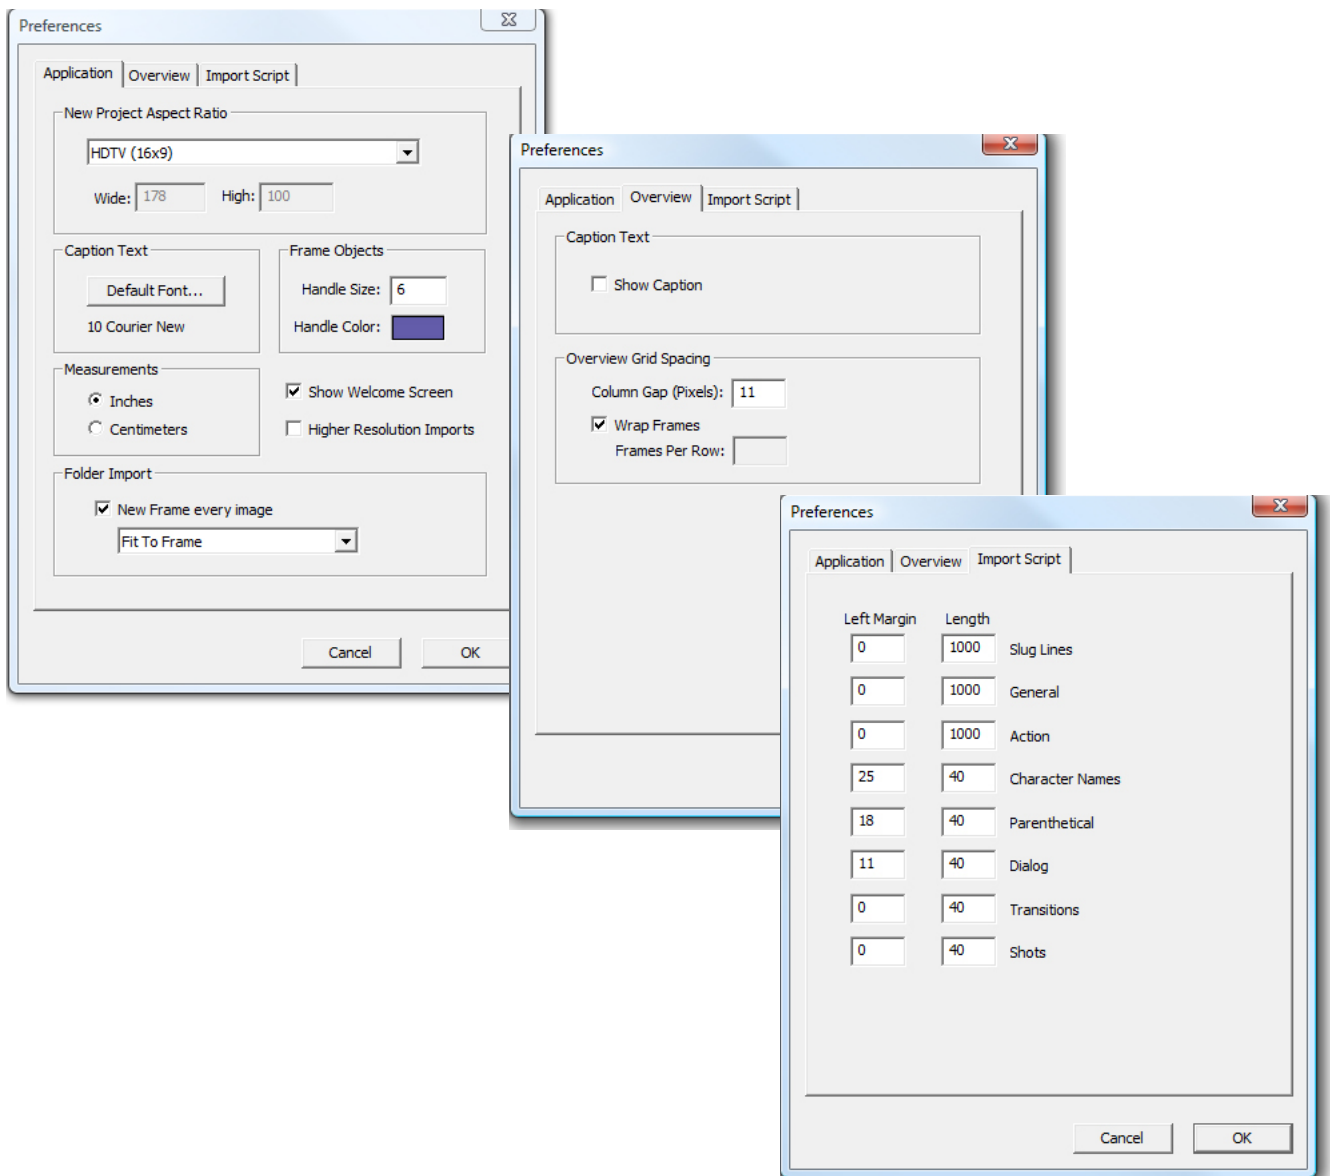 Preferences
Application Overview Import Script
New Project Aspect Ratio
HDTV (16x9)
Wide: 178 High: 100
Caption Text
Default Font...
10 Courier New
Frame Objects
Handle Size: 6
Handle Color:
Measurements
Inches
Centimeters
Show Welcome Screen
Higher Resolution Imports
Folder Import
New Frame every image
Fit To Frame
Cancel OK
Preferences
Application Overview Import Script
Caption Text
Show Caption
Overview Grid Spacing
Column Gap (Pixels): 11
Wrap Frames
Frames Per Row:
Preferences
Application Overview Import Script
Left Margin Length
0 1000 Slug Lines
0 1000 General
0 1000 Action
25 40 Character Names
18 40 Parenthetical
11 40 Dialog
0 40 Transitions
0 40 Shots
Cancel OK